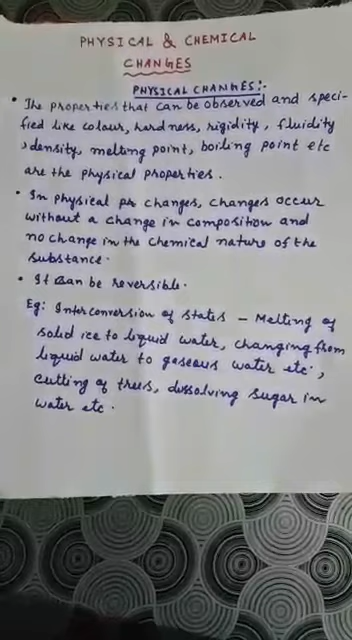 PHYSICAL & CHEMICAL
CHANGES
PHYSICAL CHANGES:-
• The properties that can be observed and speci-
fied like colour, hardness, rigidity, fluidity
, density, melting point, boiling point etc
are the physical properties.
• In physical changes, changes occur
without a change in composition and
no change in the chemical nature of the
substance.
• It can be reversible.
Eg: Interconversion of states - Melting of
solid ice to liquid water, changing from
liquid water to gaseous water etc,
cutting of trees, dissolving sugar in
water etc.